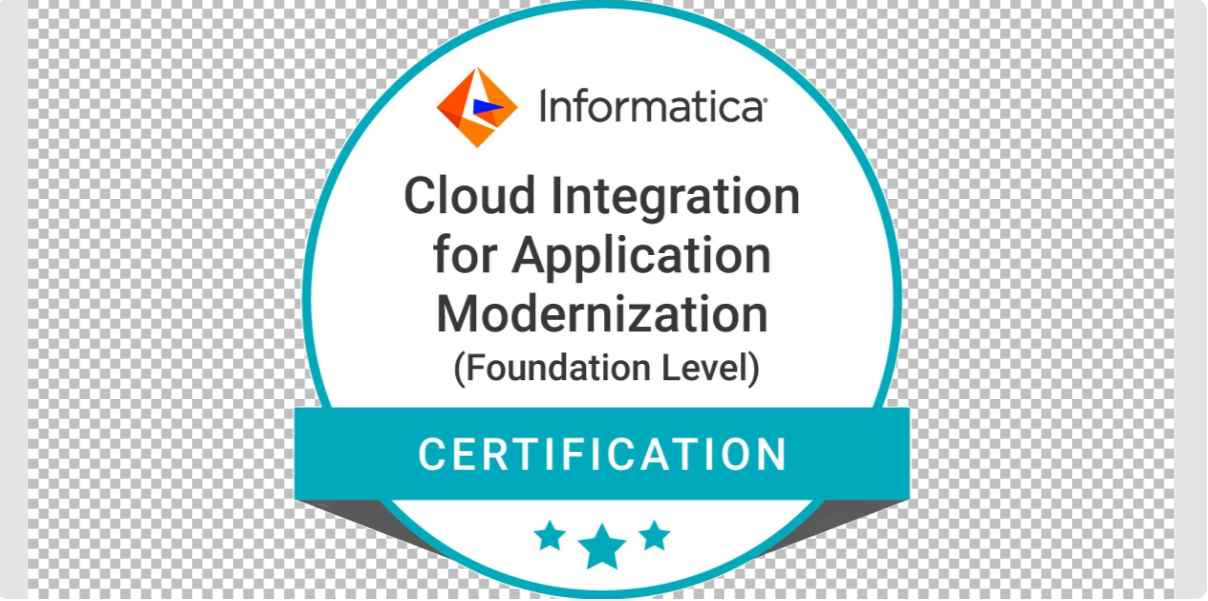 Informatica
Cloud Integration
for Application
Modernization
(Foundation Level)
CERTIFICATION